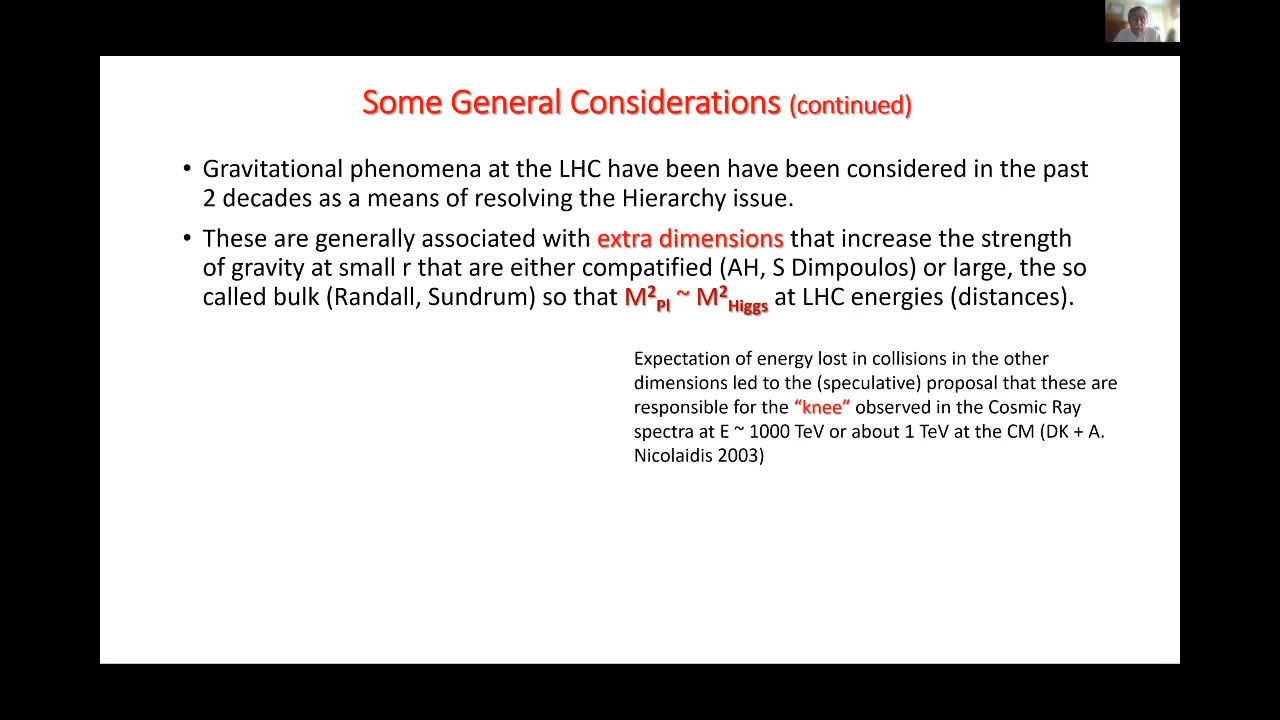 Some General Considerations (continued)
• Gravitational phenomena at the LHC have been have been considered in the past
2 decades as a means of resolving the Hierarchy issue.
• These are generally associated with extra dimensions that increase the strength
of gravity at small r that are either compatified (AH, S Dimpoulos) or large, the so
called bulk (Randall, Sundrum) so that M²Pl ~ M²Higgs at LHC energies (distances).
Expectation of energy lost in collisions in the other
dimensions led to the (speculative) proposal that these are
responsible for the “knee” observed in the Cosmic Ray
spectra at E ~ 1000 TeV or about 1 TeV at the CM (DK + A.
Nicolaidis 2003)